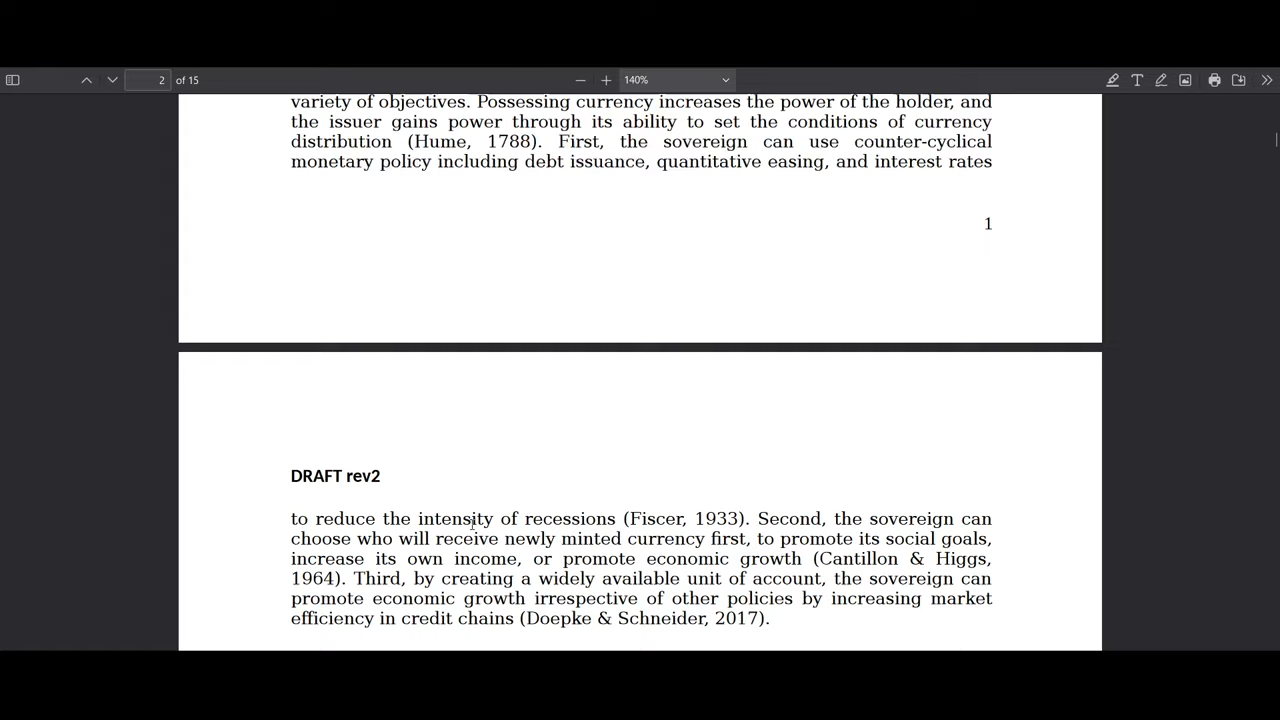 2 of 15 140%
variety of objectives. Possessing currency increases the power of the holder, and
the issuer gains power through its ability to set the conditions of currency
distribution (Hume, 1788). First, the sovereign can use counter-cyclical
monetary policy including debt issuance, quantitative easing, and interest rates
1
DRAFT rev2
to reduce the intensity of recessions (Fiscer, 1933). Second, the sovereign can
choose who will receive newly minted currency first, to promote its social goals,
increase its own income, or promote economic growth (Cantillon & Higgs,
1964). Third, by creating a widely available unit of account, the sovereign can
promote economic growth irrespective of other policies by increasing market
efficiency in credit chains (Doepke & Schneider, 2017).